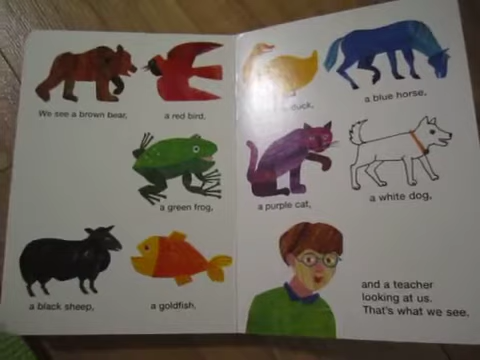 We see a brown bear,
a red bird,
a green frog,
a black sheep,
a goldfish,
duck,
a blue horse,
a purple cat,
a white dog,
and a teacher
looking at us.
That's what we see.